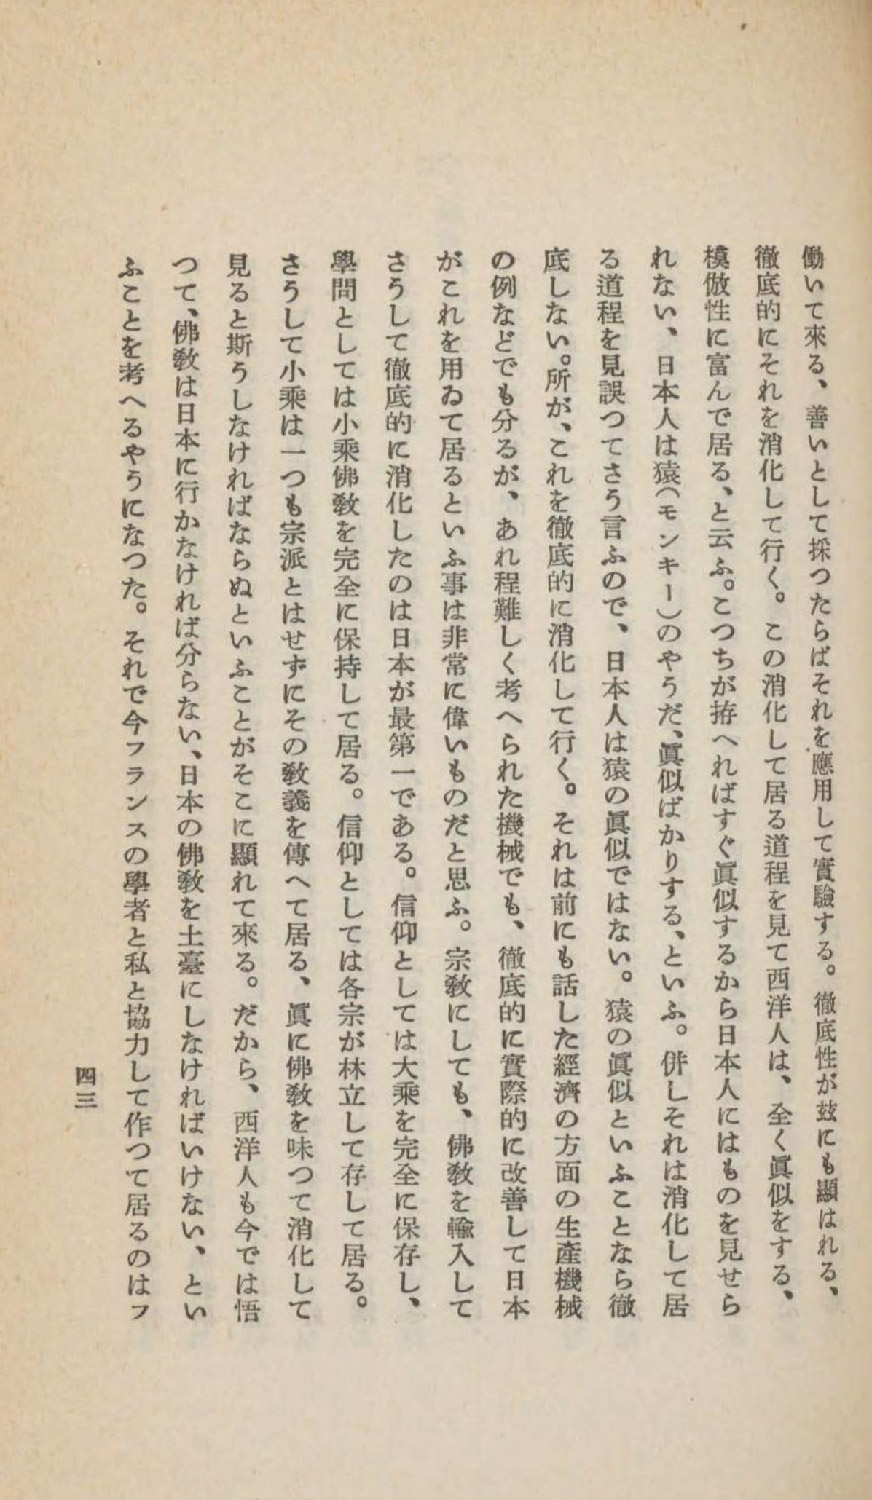 働いて來る、善いとして採つたらばそれを應用して實驗する。徹底性が玆にも顯はれる、
徹底的にそれを消化して行く。この消化して居る道程を見て西洋人は、全く眞似をする、
模倣性に富んで居る、と云ふ。こつちが拵へればすぐ眞似するから日本人にはものを見せら
れない、日本人は猿(モンキー)のやうだ、眞似ばかりする、といふ。併しそれは消化して居
る道程を見誤つてさう言ふので、日本人は猿の眞似ではない。猿の眞似といふことなら徹
底しない。所が、これを徹底的に消化して行く。それは前にも話した經濟の方面の生產機械
の例などでも分るが、あれ程難しく考へられた機械でも、徹底的に實際的に改善して日本
がこれを用ゐて居るといふ事は非常に偉いものだと思ふ。宗敎にしても、佛敎を輸入して
さうして徹底的に消化したのは日本が最第一である。信仰としては大乘を完全に保存し、
學問としては小乘佛敎を完全に保持して居る。信仰としては各宗が林立して存して居る。
さうして小乘は一つも宗派とはせずにその敎義を傳へて居る、眞に佛敎を味つて消化して
見ると斯うしなければならぬといふことがそこに顯れて來る。だから、西洋人も今では悟
つて、佛敎は日本に行かなければ分らない、日本の佛敎を土臺にしなければいけない、とい
ふことを考へるやうになつた。それで今フランスの學者と私と協力して作つて居るのはフ
四三